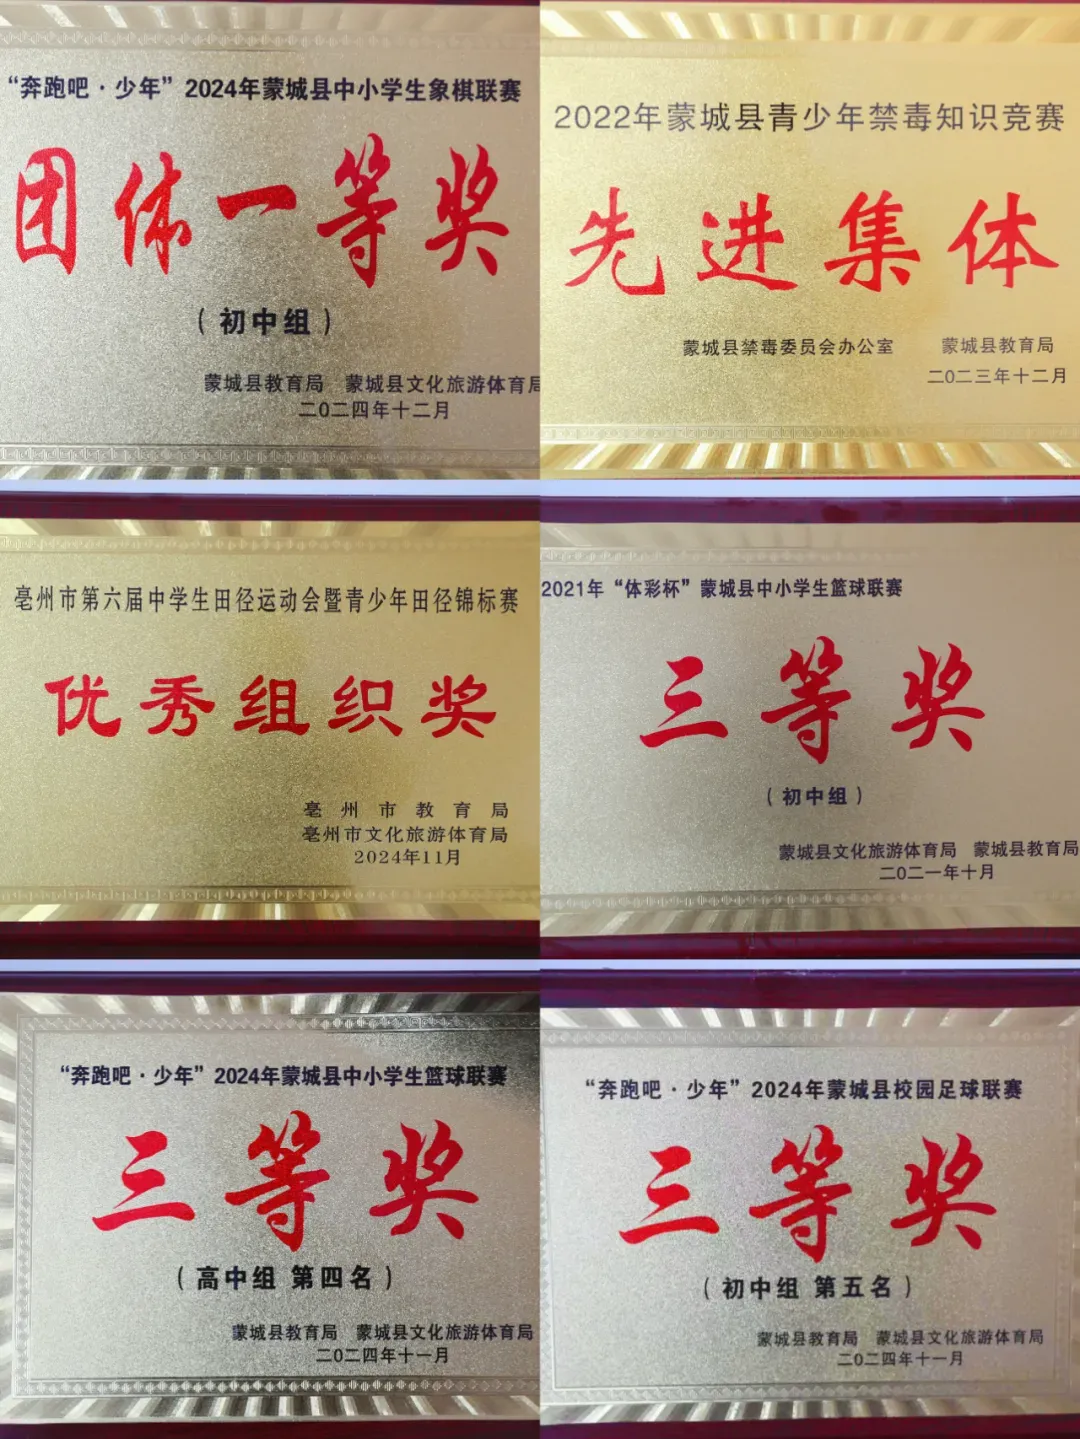 “奔跑吧·少年”2024年蒙城县中小学生象棋联赛
团体一等奖
（初中组）
蒙城县教育局 蒙城县文化旅游体育局
二〇二四年十二月
2022年蒙城县青少年禁毒知识竞赛
先进集体
蒙城县禁毒委员会办公室 蒙城县教育局
二〇二三年十二月
亳州市第六届中学生田径运动会暨青少年田径锦标赛
优秀组织奖
亳州市教育局
亳州市文化旅游体育局
2024年11月
2021年“体彩杯”蒙城县中小学生篮球联赛
三等奖
（初中组）
蒙城县文化旅游体育局 蒙城县教育局
二〇二一年十月
“奔跑吧·少年”2024年蒙城县中小学生篮球联赛
三等奖
（高中组 第四名）
蒙城县教育局 蒙城县文化旅游体育局
二〇二四年十一月
“奔跑吧·少年”2024年蒙城县校园足球联赛
三等奖
（初中组 第五名）
蒙城县教育局 蒙城县文化旅游体育局
二〇二四年十一月